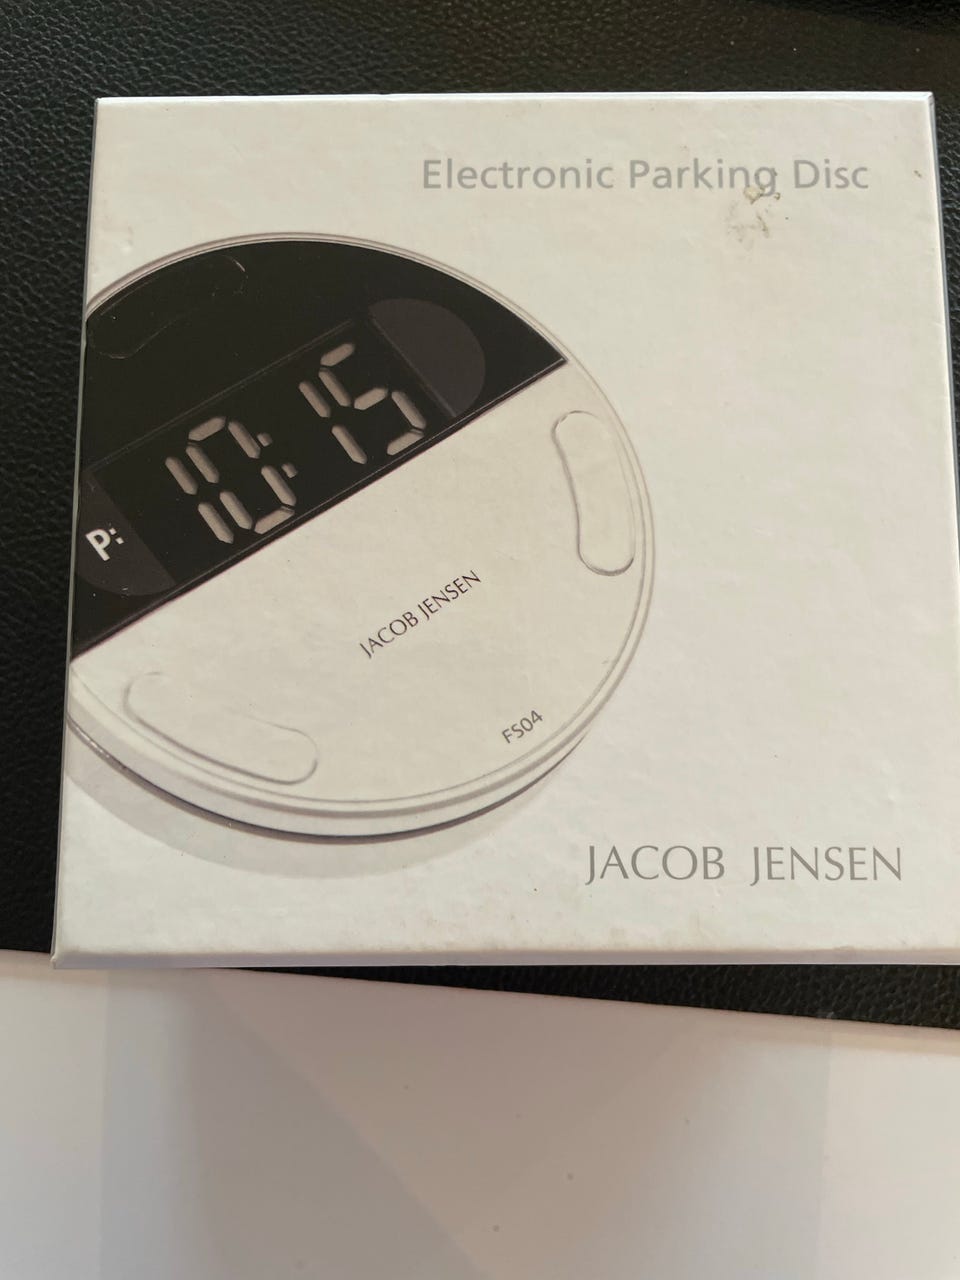 Electronic Parking Disc
P: 10:15
JACOB JENSEN
FS04
JACOB JENSEN